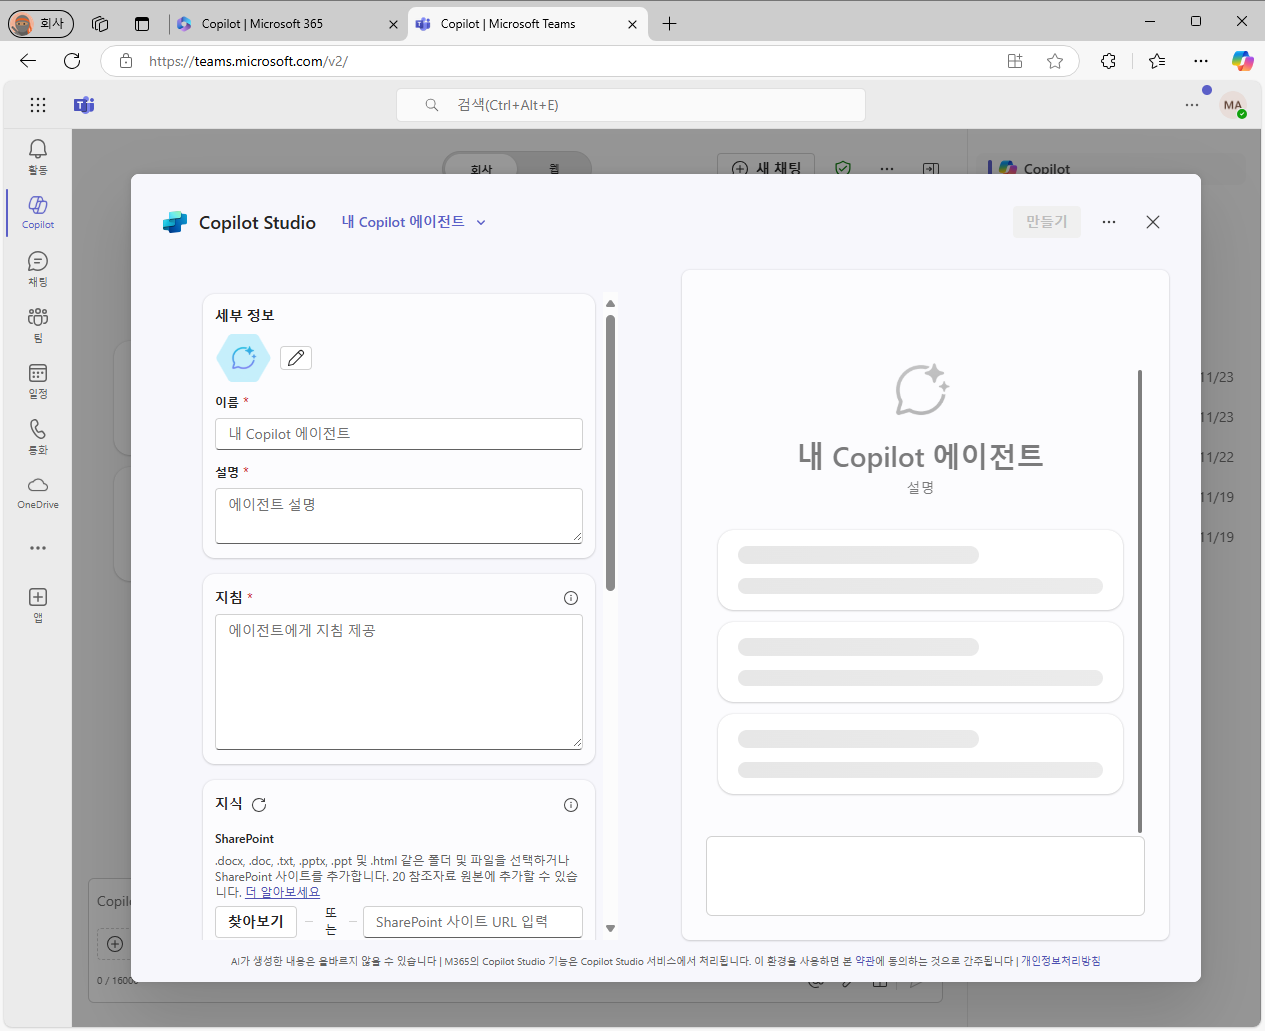 회사
Copilot | Microsoft 365
Copilot | Microsoft Teams
https://teams.microsoft.com/v2/
검색(Ctrl+Alt+E)
MA
활동
Copilot
채팅
팀
일정
통화
OneDrive
앱
회사
웹
새 채팅
Copilot
11/23
11/23
11/22
11/19
11/19
Copilot Studio
내 Copilot 에이전트
만들기
세부 정보
이름 *
내 Copilot 에이전트
설명 *
에이전트 설명
지침 *
에이전트에게 지침 제공
지식
SharePoint
.docx, .doc, .txt, .pptx, .ppt 및 .html 같은 폴더 및 파일을 선택하거나
SharePoint 사이트를 추가합니다. 20 참조자료 원본에 추가할 수 있습
니다. 더 알아보세요
찾아보기
또
는
SharePoint 사이트 URL 입력
내 Copilot 에이전트
설명
0 / 16000
AI가 생성한 내용은 올바르지 않을 수 있습니다 | M365의 Copilot Studio 기능은 Copilot Studio 서비스에서 처리됩니다. 이 환경을 사용하면 본 약관에 동의하는 것으로 간주됩니다 | 개인정보처리방침